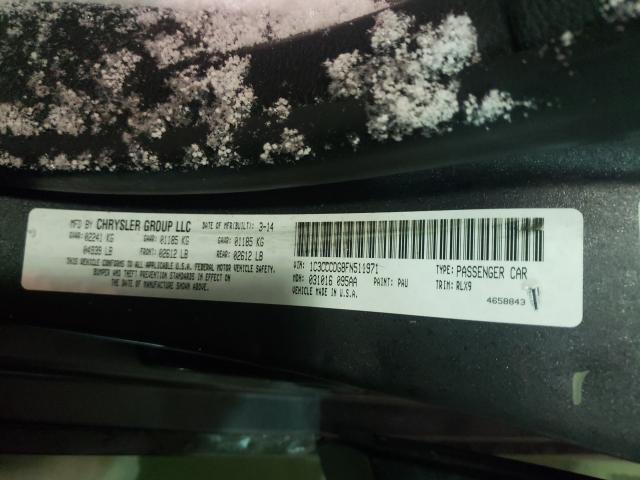 MFD BY CHRYSLER GROUP LLC DATE OF MFR(BUILT): 3-14
GVWR: 02241 KG GAWR: 01185 KG GAWR: 01185 KG
04939 LB FRONT: 02612 LB REAR: 02612 LB
THIS VEHICLE CONFORMS TO ALL APPLICABLE U.S.A. FEDERAL MOTOR VEHICLE SAFETY,
BUMPER AND THEFT PREVENTION STANDARDS IN EFFECT ON
THE DATE OF MANUFACTURE SHOWN ABOVE.
VIN: 1C3CCCDG8FN511971 TYPE: PASSENGER CAR
MDH: 031016 095AA PAINT: PAU TRIM: RLX9
VEHICLE MADE IN U.S.A. 4658843